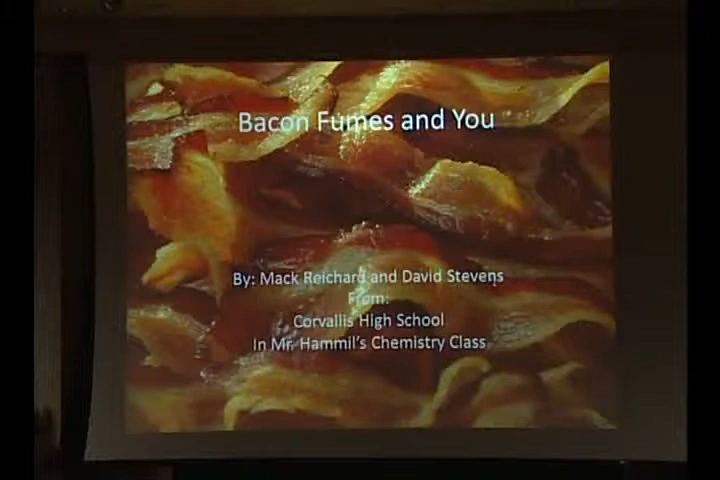 Bacon Fumes and You
By: Mack Reichard and David Stevens
From:
Corvallis High School
In Mr. Hammil's Chemistry Class